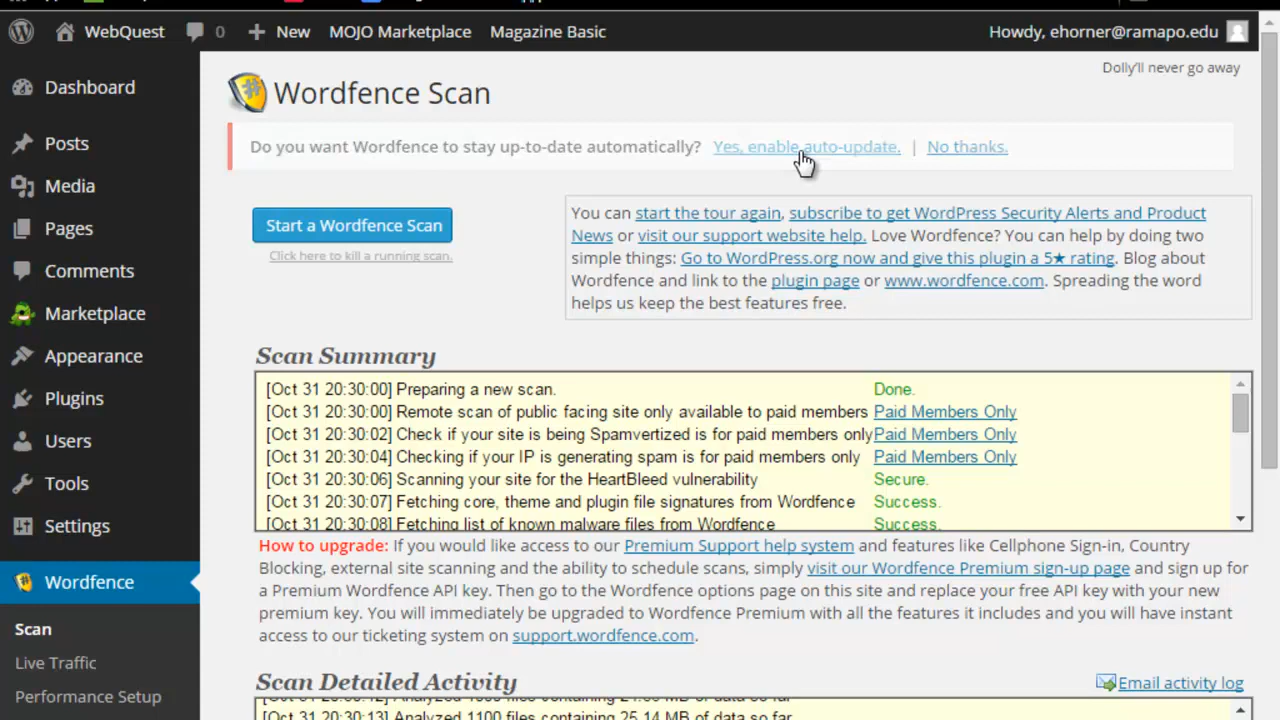 WebQuest
0
New
MOJO Marketplace
Magazine Basic
Howdy, ehorner@ramapo.edu
Dolly'll never go away
Dashboard
Posts
Media
Pages
Comments
Marketplace
Appearance
Plugins
Users
Tools
Settings
Wordfence
Scan
Live Traffic
Performance Setup
Wordfence Scan
Do you want Wordfence to stay up-to-date automatically? Yes, enable auto-update. | No thanks.
Start a Wordfence Scan
Click here to kill a running scan.
You can start the tour again, subscribe to get WordPress Security Alerts and Product
News or visit our support website help. Love Wordfence? You can help by doing two
simple things: Go to WordPress.org now and give this plugin a 5★ rating. Blog about
Wordfence and link to the plugin page or www.wordfence.com. Spreading the word
helps us keep the best features free.
Scan Summary
[Oct 31 20:30:00] Preparing a new scan. Done.
[Oct 31 20:30:00] Remote scan of public facing site only available to paid members Paid Members Only
[Oct 31 20:30:02] Check if your site is being Spamvertized is for paid members only Paid Members Only
[Oct 31 20:30:04] Checking if your IP is generating spam is for paid members only Paid Members Only
[Oct 31 20:30:06] Scanning your site for the HeartBleed vulnerability Secure.
[Oct 31 20:30:07] Fetching core, theme and plugin file signatures from Wordfence Success.
[Oct 31 20:30:08] Fetching list of known malware files from Wordfence Success.
How to upgrade: If you would like access to our Premium Support help system and features like Cellphone Sign-in, Country
Blocking, external site scanning and the ability to schedule scans, simply visit our Wordfence Premium sign-up page and sign up for
a Premium Wordfence API key. Then go to the Wordfence options page on this site and replace your free API key with your new
premium key. You will immediately be upgraded to Wordfence Premium with all the features it includes and you will have instant
access to our ticketing system on support.wordfence.com.
Scan Detailed Activity
Email activity log
[Oct 31 20:30:13] Analyzed 1100 files containing 25.14 MB of data so far